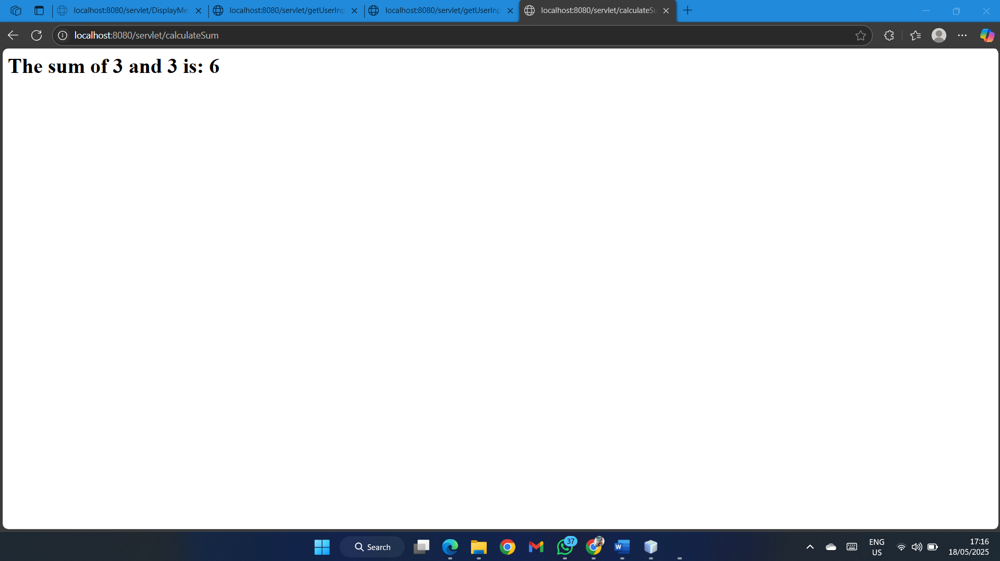 localhost:8080/servlet/DisplayMe
localhost:8080/servlet/getUserInp
localhost:8080/servlet/getUserInp
localhost:8080/servlet/calculateSu
localhost:8080/servlet/calculateSum
The sum of 3 and 3 is: 6
Search
37
W
ENG
US
17:16
18/05/2025